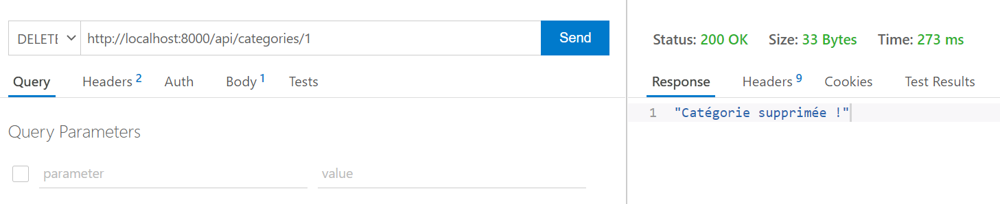 DELETE http://localhost:8000/api/categories/1 Send
Query Headers 2 Auth Body 1 Tests
Query Parameters
parameter value
Status: 200 OK Size: 33 Bytes Time: 273 ms
Response Headers 9 Cookies Test Results
1 "Catégorie supprimée !"